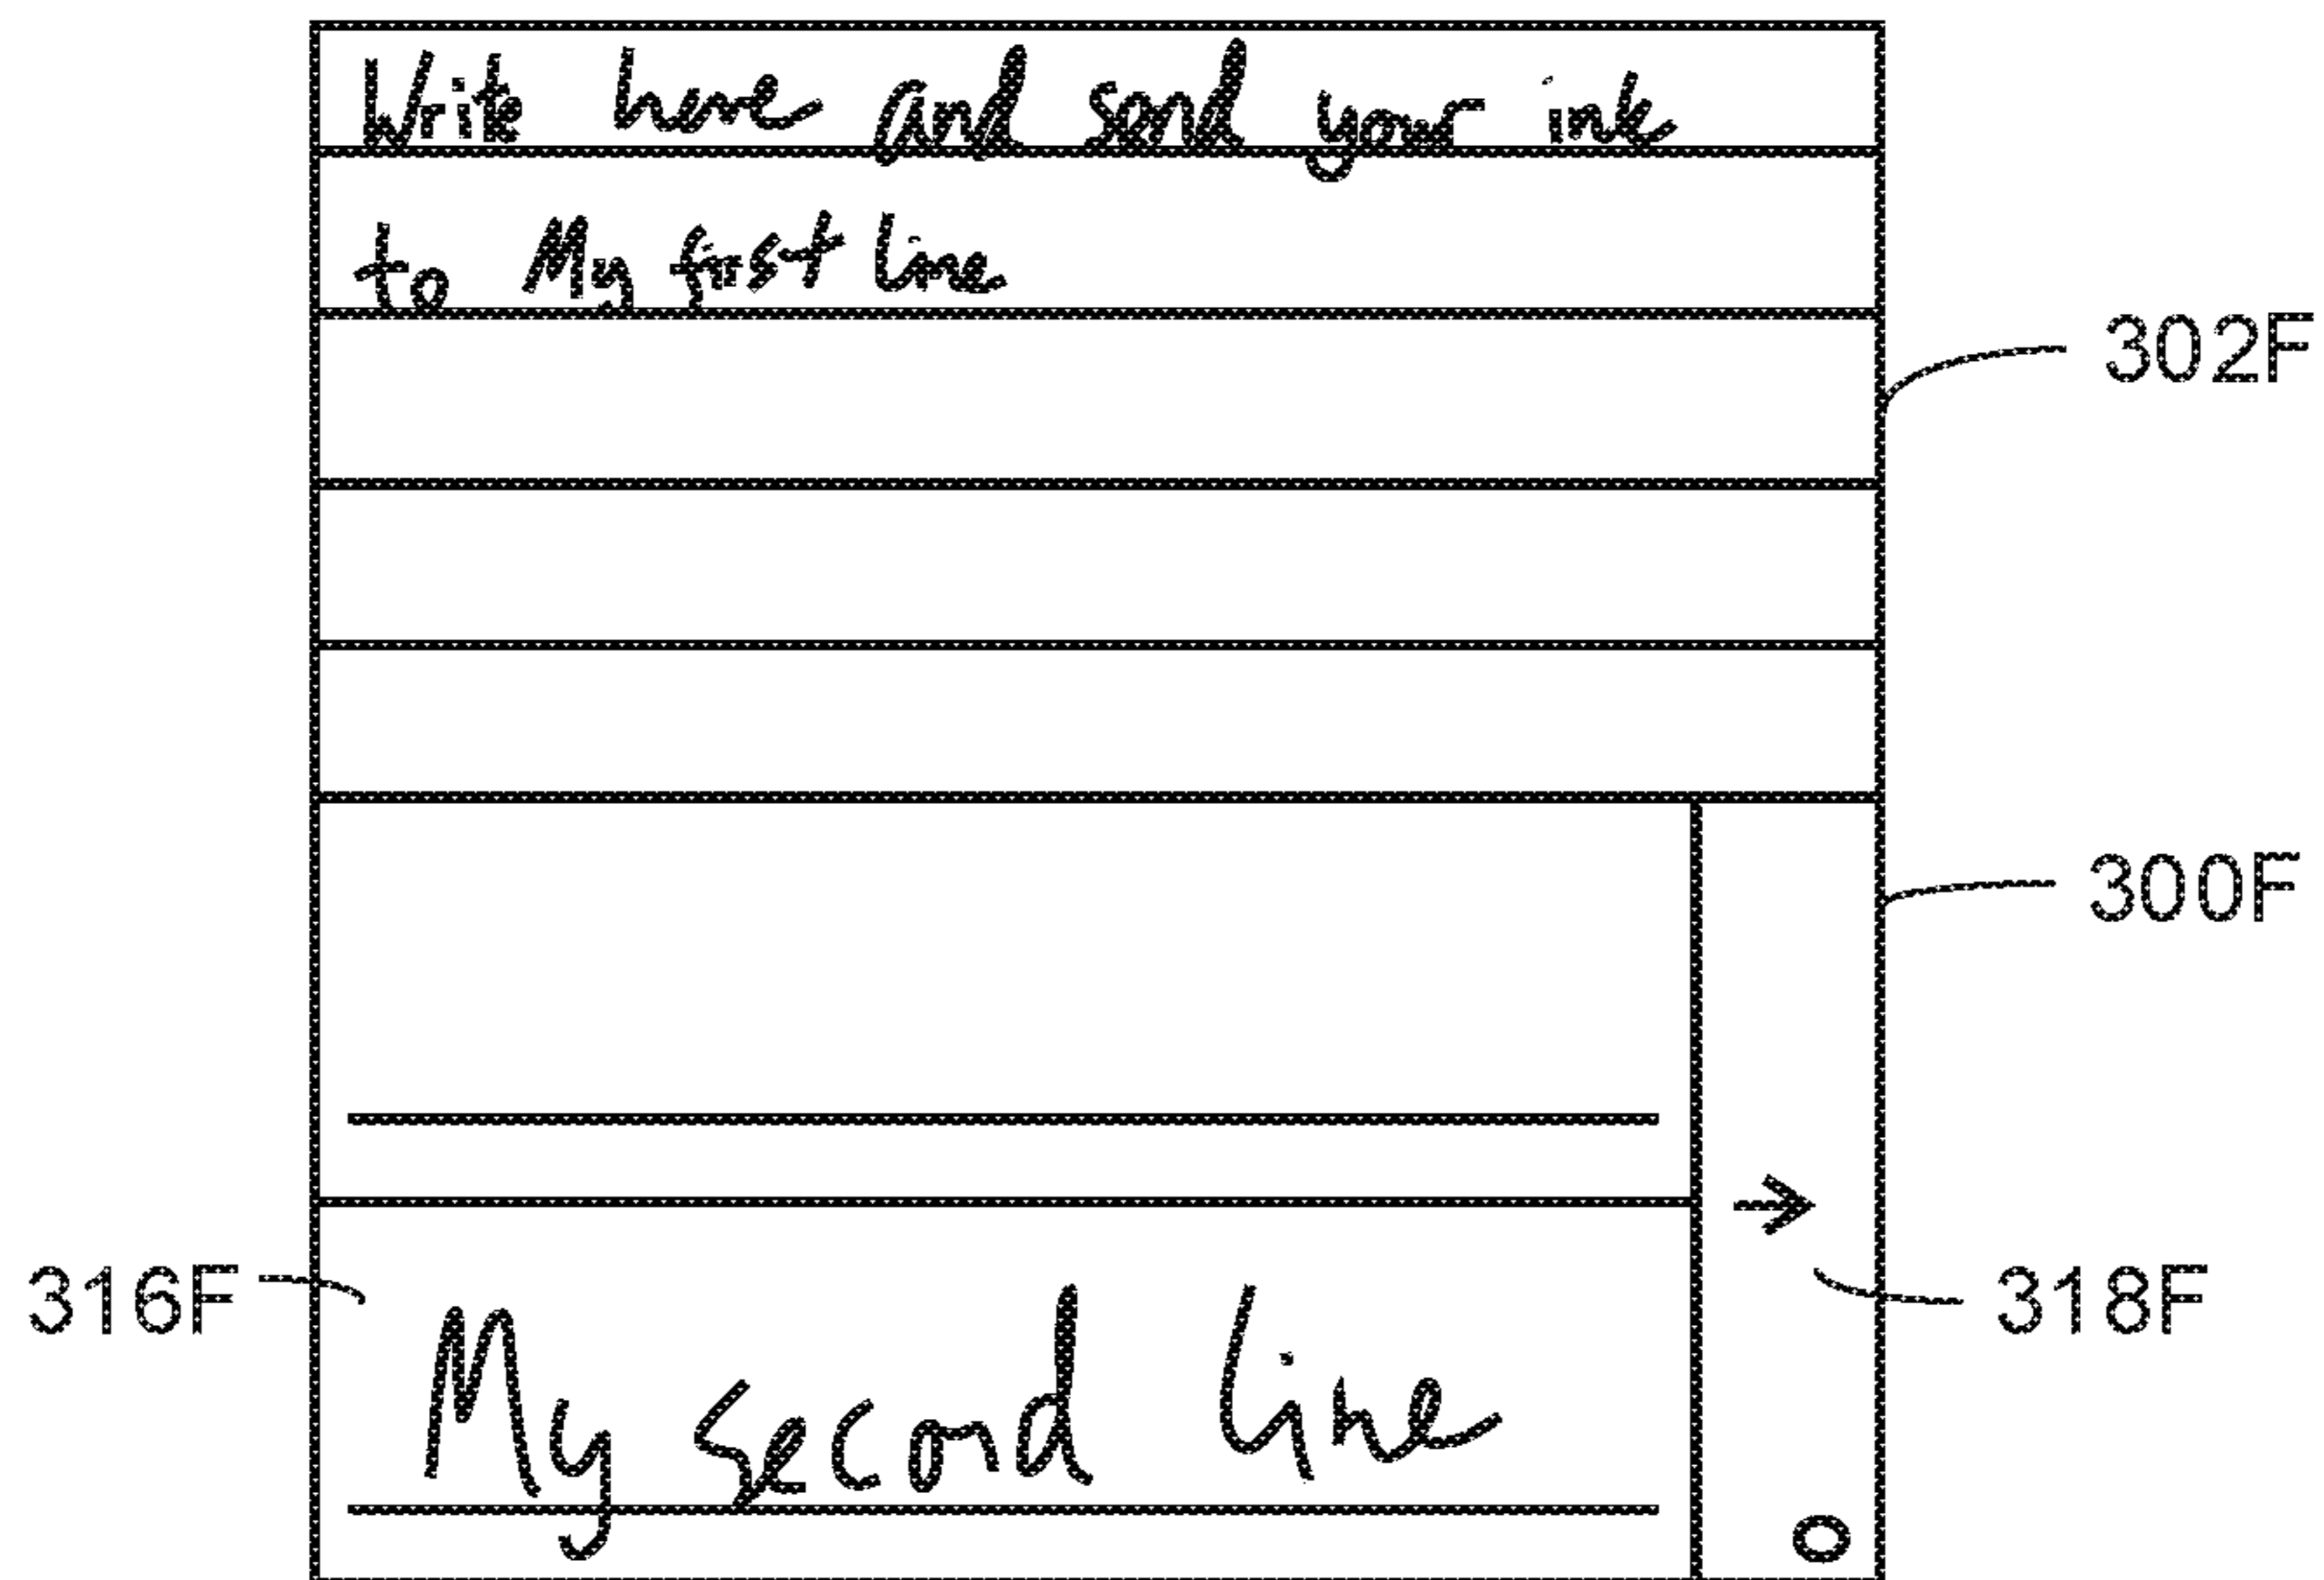 Write here and send your ink
to My first line
302F
300F
316F
318F
My second line